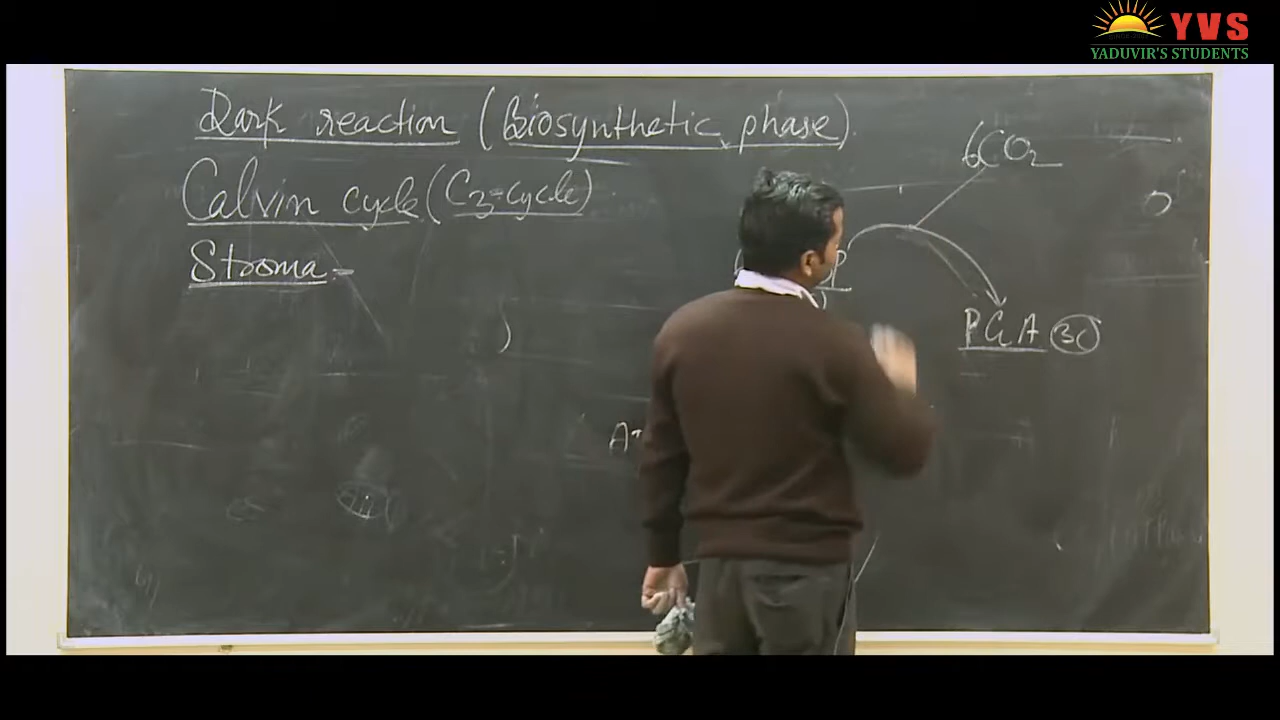 YVS
YADUVIR'S STUDENTS
Dark reaction (Biosynthetic phase)
6CO2
Calvin cycle (C3-cycle)
Stroma:-
PGA 3C